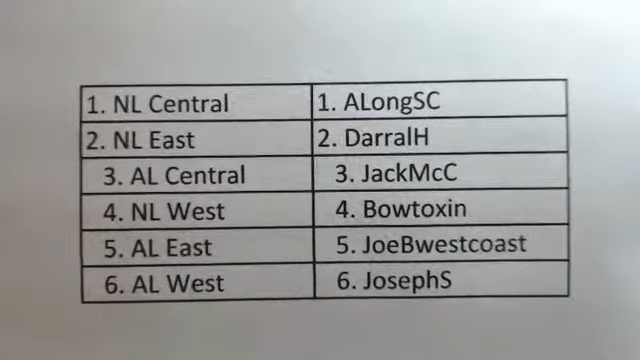 1. NL Central 1. ALongSC
2. NL East 2. DarralH
3. AL Central 3. JackMcC
4. NL West 4. Bowtoxin
5. AL East 5. JoeBwestcoast
6. AL West 6. JosephS